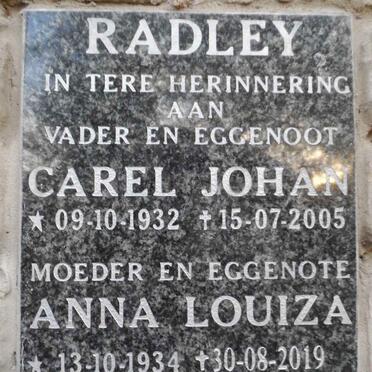 RADLEY
IN TERE HERINNERING
AAN
VADER EN EGGENOOT
CAREL JOHAN
★ 09-10-1932 ✝15-07-2005
MOEDER EN EGGENOTE
ANNA LOUIZA
★ 13-10-1934 ✝30-08-2019